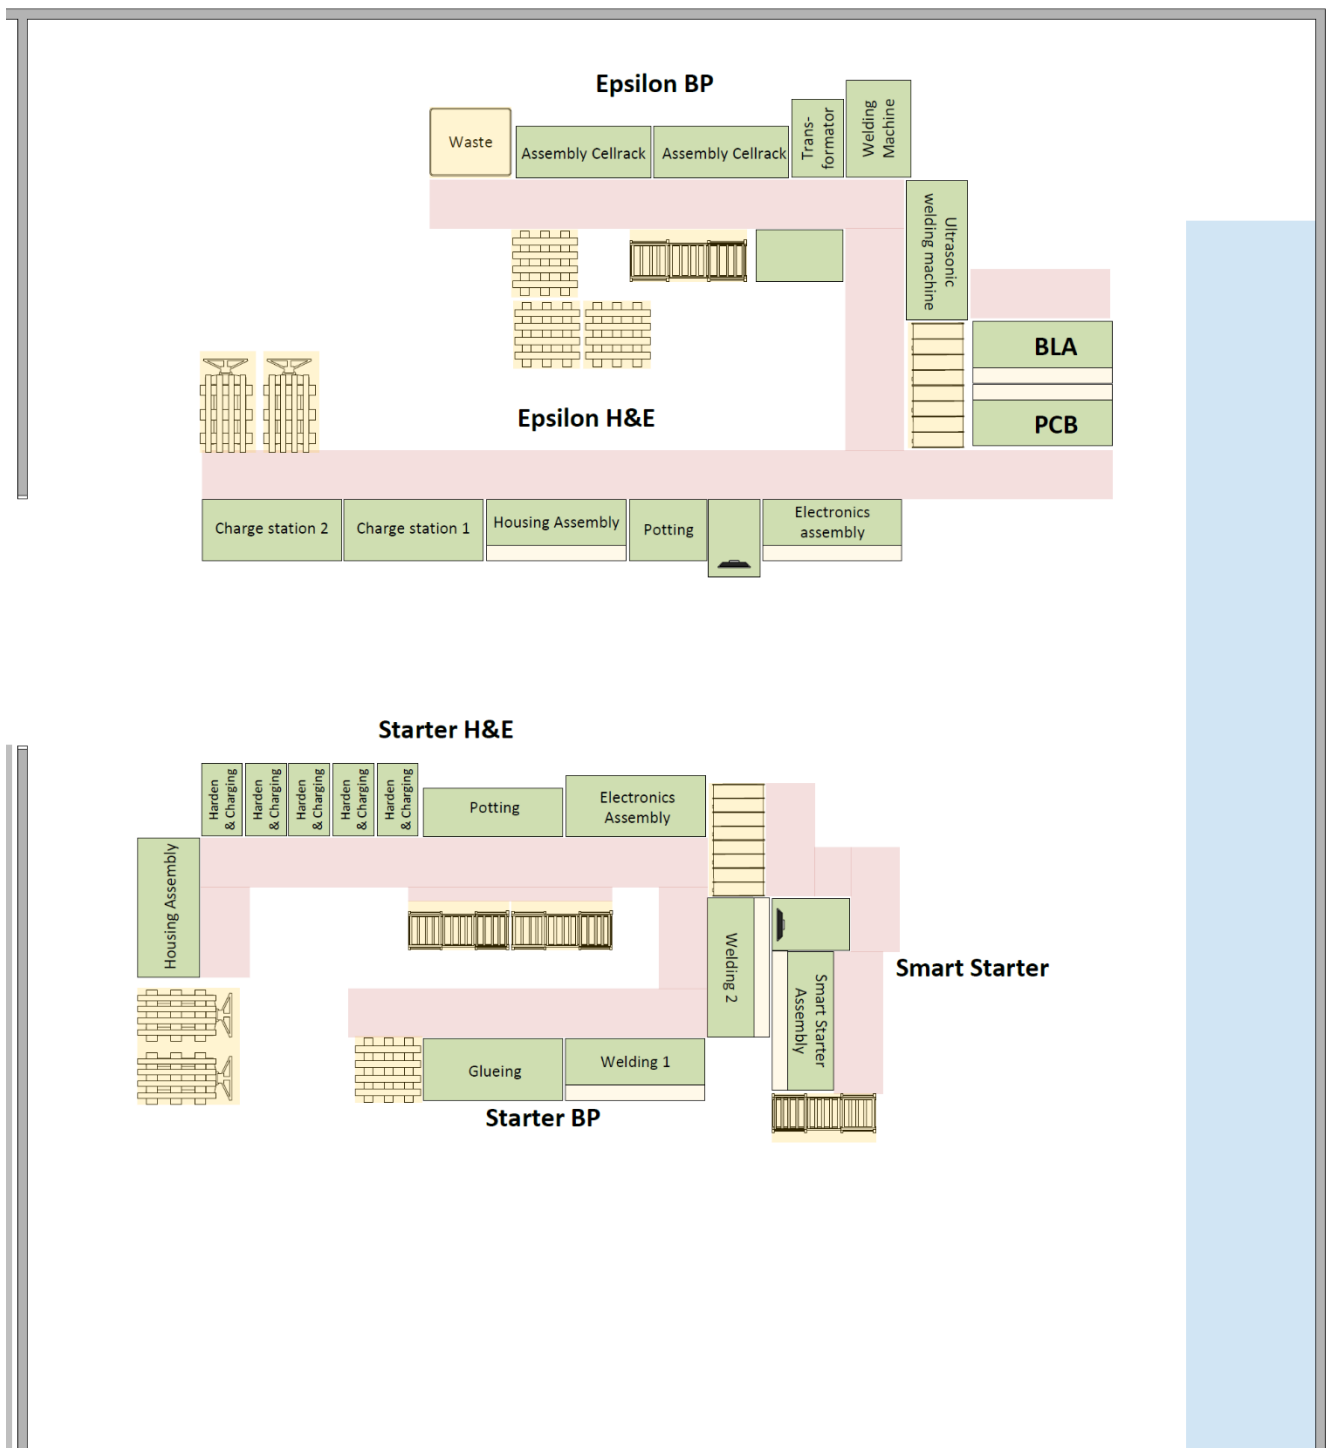 Epsilon BP
Waste
Assembly Cellrack
Assembly Cellrack
Trans-
formator
Welding
Machine
Ultrasonic
welding machine
BLA
PCB
Epsilon H&E
Charge station 2
Charge station 1
Housing Assembly
Potting
Electronics
assembly
Starter H&E
Harden
& Charging
Harden
& Charging
Harden
& Charging
Harden
& Charging
Harden
& Charging
Potting
Electronics
Assembly
Housing Assembly
Welding 2
Smart Starter
Smart Starter
Assembly
Glueing
Welding 1
Starter BP